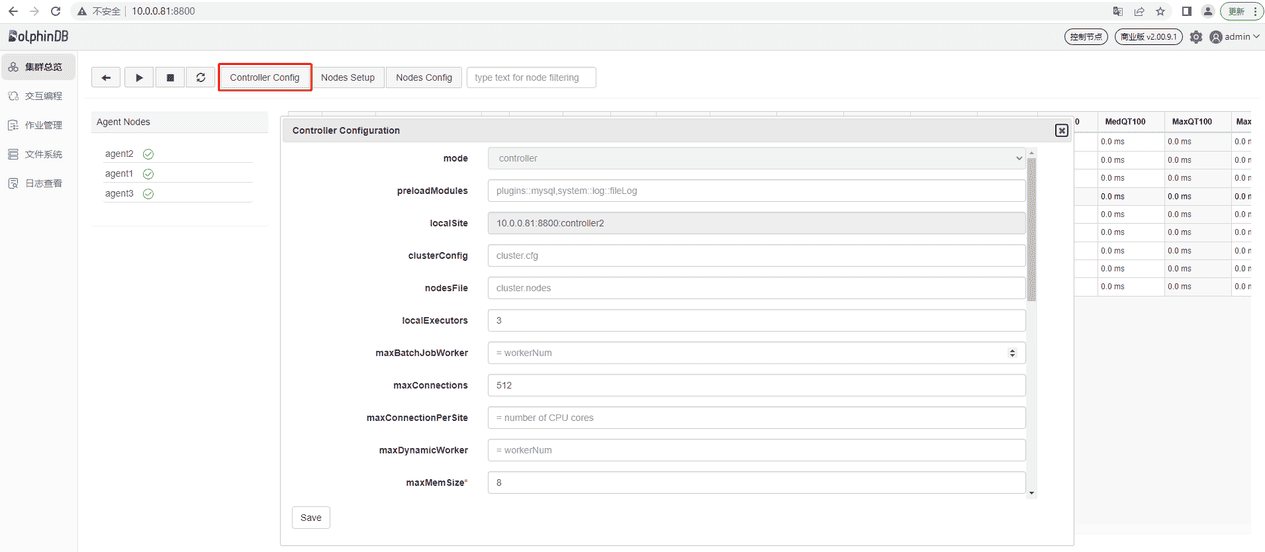 不安全 10.0.0.81:8800 更新
DolphinDB 控制节点 商业版 v2.00.9.1 admin
集群总览
交互编程
作业管理
文件系统
日志查看
Controller Config Nodes Setup Nodes Config type text for node filtering
Agent Nodes
agent2
agent1
agent3
0 MedQT100 MaxQT100 Max
0.0 ms 0.0 ms 0.0 m
0.0 ms 0.0 ms 0.0 m
0.0 ms 0.0 ms 0.0 m
0.0 ms 0.0 ms 0.0 m
0.0 ms 0.0 ms 0.0 m
0.0 ms 0.0 ms 0.0 m
0.0 ms 0.0 ms 0.0 m
0.0 ms 0.0 ms 0.0 m
0.0 ms 0.0 ms 0.0 m
Controller Configuration
mode controller
preloadModules plugins::mysql,system::log::fileLog
localSite 10.0.0.81:8800:controller2
clusterConfig cluster.cfg
nodesFile cluster.nodes
localExecutors 3
maxBatchJobWorker = workerNum
maxConnections 512
maxConnectionPerSite = number of CPU cores
maxDynamicWorker = workerNum
maxMemSize* 8
Save